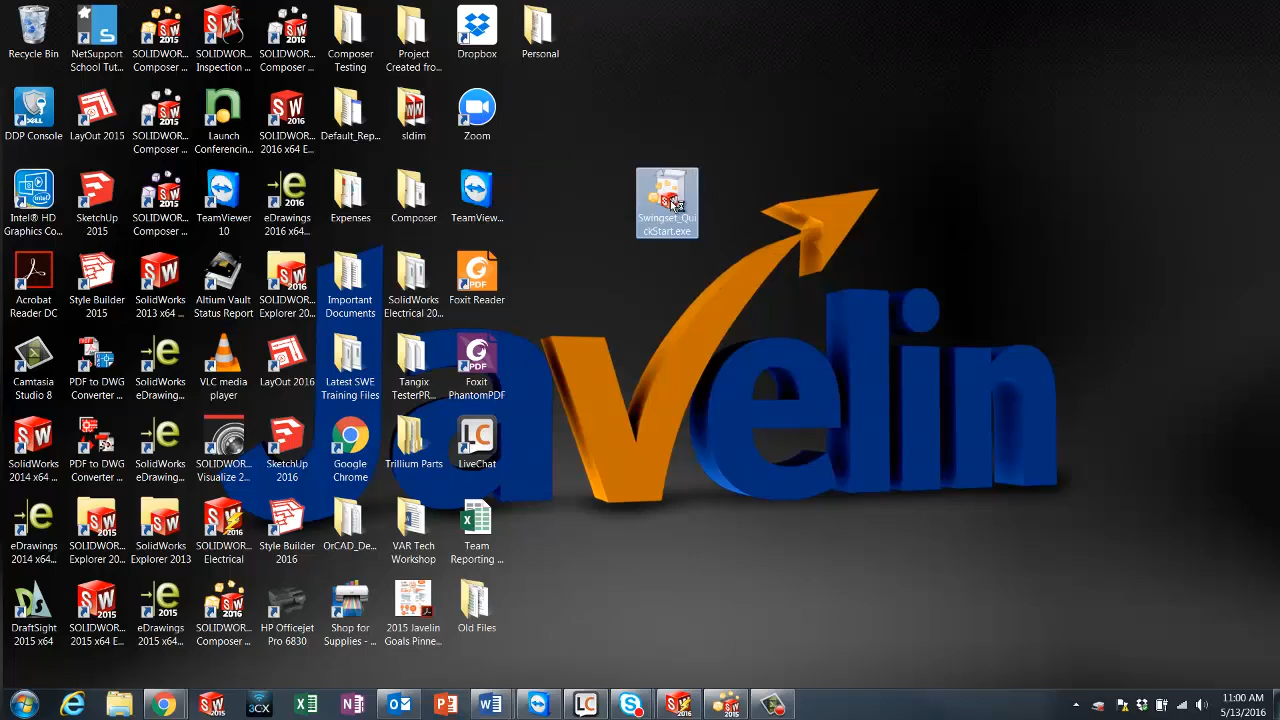 Recycle Bin
NetSupport
School Tut...
SOLIDWOR...
Composer ...
SOLIDWOR...
Inspection ...
SOLIDWOR...
Composer ...
Composer
Testing
Project
Created fro...
Dropbox
Personal
DDP Console
LayOut 2015
SOLIDWOR...
Composer ...
Launch
Conferencin...
SOLIDWOR...
2016 x64 E...
Default_Rep...
sldim
Zoom
Intel® HD
Graphics Co...
SketchUp
2015
SOLIDWOR...
Composer ...
TeamViewer
10
eDrawings
2016 x64...
Expenses
Composer
TeamView...
Swingset_Qui
ckStart.exe
Acrobat
Reader DC
Style Builder
2015
SolidWorks
2013 x64 ...
Altium Vault
Status Report
SOLIDWOR...
Explorer 20...
Important
Documents
SolidWorks
Electrical 20...
Foxit Reader
Camtasia
Studio 8
PDF to DWG
Converter ...
SolidWorks
eDrawing...
VLC media
player
LayOut 2016
Latest SWE
Training Files
Tangix
TesterPR...
Foxit
PhantomPDF
Javelin
SolidWorks
2014 x64 ...
PDF to DWG
Converter ...
SolidWorks
eDrawing...
SOLIDWOR...
Visualize 2...
SketchUp
2016
Google
Chrome
Trillium Parts
LiveChat
eDrawings
2014 x64...
SOLIDWOR...
Explorer 20...
SolidWorks
Explorer 2013
SOLIDWOR...
Electrical
Style Builder
2016
OrCAD_De...
VAR Tech
Workshop
Team
Reporting ...
DraftSight
2015 x64
SOLIDWOR...
2015 x64 E...
eDrawings
2015 x64...
SOLIDWOR...
Composer ...
HP Officejet
Pro 6830
Shop for
Supplies - ...
2015 Javelin
Goals Pinne...
Old Files
11:00 AM
5/13/2016